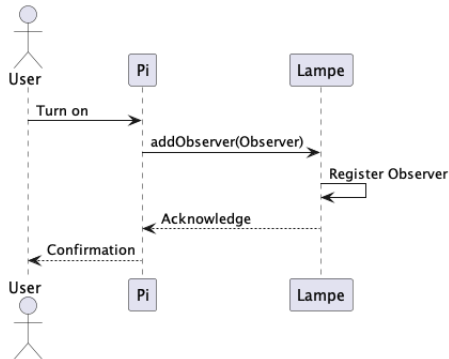 User
Pi
Lampe
Turn on
addObserver(Observer)
Register Observer
Acknowledge
Confirmation
User
Pi
Lampe